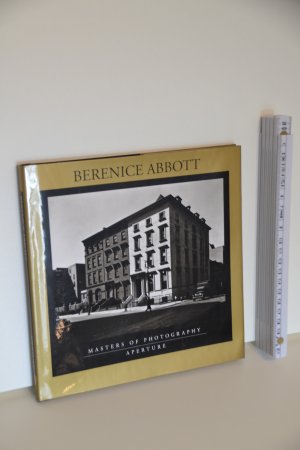 BERENICE ABBOTT
MASTERS OF PHOTOGRAPHY
APERTURE